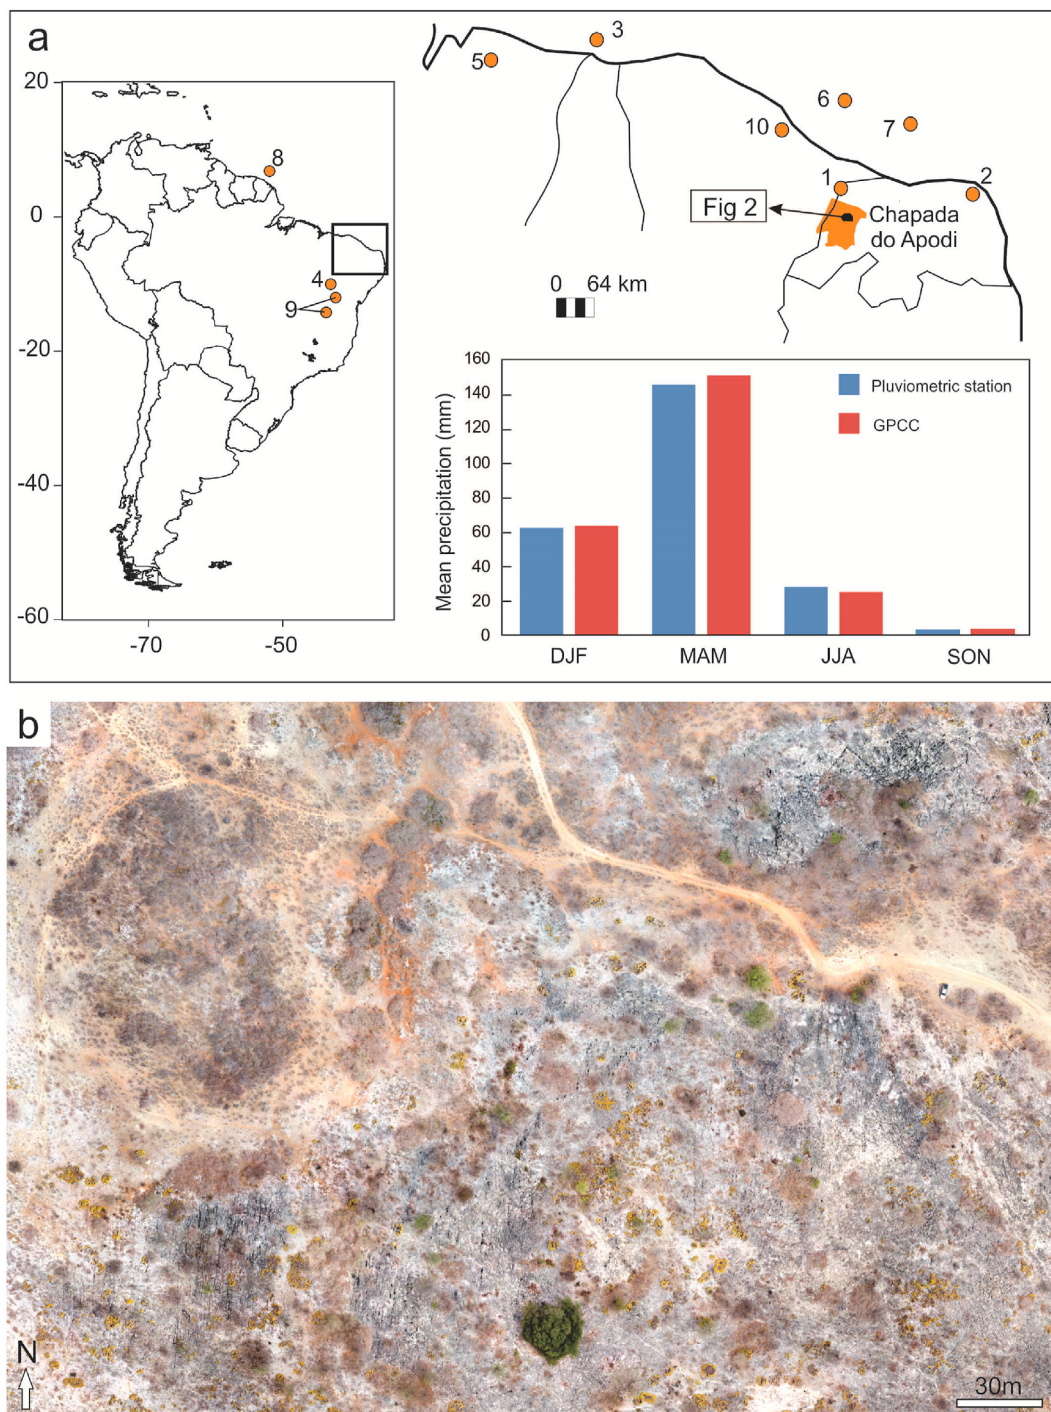 a
20
0
-20
-40
-60
-70
-50
8
4
9
3
5
6
7
10
1
2
Fig 2
Chapada
do Apodi
0 64 km
Mean precipitation (mm)
160
140
120
100
80
60
40
20
0
Pluviometric station
GPCC
DJF MAM JJA SON
b
N
30m